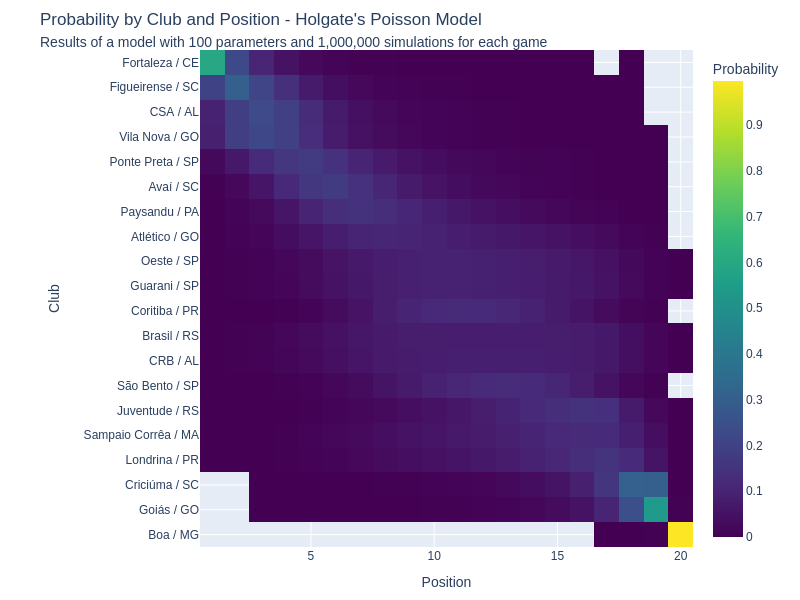 Probability by Club and Position - Holgate's Poisson Model
Results of a model with 100 parameters and 1,000,000 simulations for each game
Probability
Club
Fortaleza / CE
Figueirense / SC
CSA / AL
Vila Nova / GO
Ponte Preta / SP
Avaí / SC
Paysandu / PA
Atlético / GO
Oeste / SP
Guarani / SP
Coritiba / PR
Brasil / RS
CRB / AL
São Bento / SP
Juventude / RS
Sampaio Corrêa / MA
Londrina / PR
Criciúma / SC
Goiás / GO
Boa / MG
5
10
15
20
Position
0.9
0.8
0.7
0.6
0.5
0.4
0.3
0.2
0.1
0